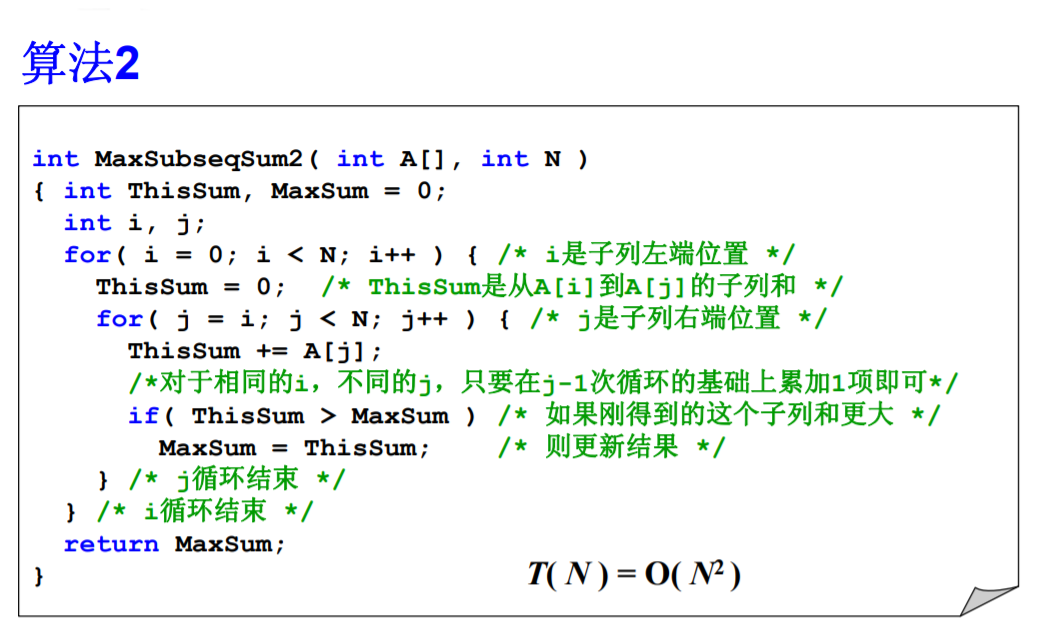 算法2
int MaxSubseqSum2( int A[], int N )
{ int ThisSum, MaxSum = 0;
int i, j;
for( i = 0; i < N; i++ ) { /* i是子列左端位置 */
ThisSum = 0; /* ThisSum是从A[i]到A[j]的子列和 */
for( j = i; j < N; j++ ) { /* j是子列右端位置 */
ThisSum += A[j];
/*对于相同的i，不同的j，只要在j-1次循环的基础上累加1项即可*/
if( ThisSum > MaxSum ) /* 如果刚得到的这个子列和更大 */
MaxSum = ThisSum; /* 则更新结果 */
} /* j循环结束 */
} /* i循环结束 */
return MaxSum;
}
T( N ) = O( N² )